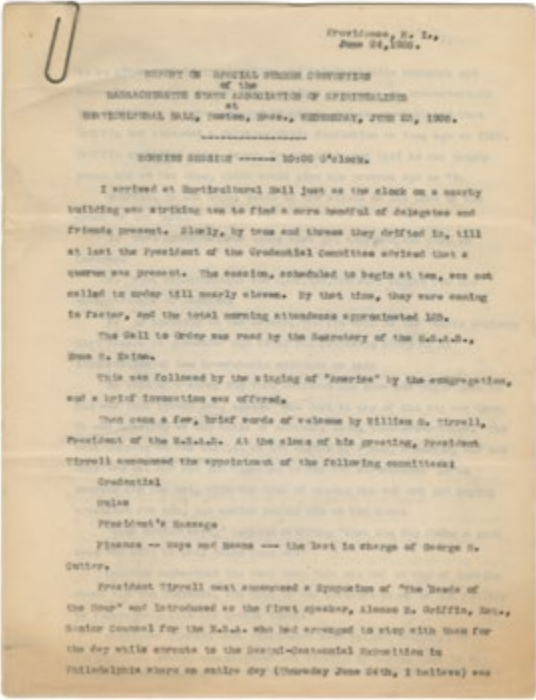 Providence, R. I.,
June 24,1926.
REPORT ON SPECIAL SUMMER CONVENTION
of the
MASSACHUSETTS STATE ASSOCIATION OF SPIRITUALISTS
at
HORTICULTURAL HALL, Boston, Mass., WEDNESDAY, JUNE 23, 1926.
MORNING SESSION ------ 10:00 O'clock.
I arrived at Horticultural Hall just as the clock on a nearby
building was striking ten to find a mere handful of delegates and
friends present. Slowly, by twos and threes they drifted in, till
at last the President of the Credential Committee advised that a
quorum was present. The session, scheduled to begin at ten, was not
called to order till nearly eleven. By that time, they were coming
in faster, and the total morning attendance approximated 125.
The Call to Order was read by the Secretary of the M.S.A.S.,
This was followed by the singing of "America" by the congregation,
and a brief invocation was offered.
Then came a few, brief words of welcome by William S. Tirrell,
President of the M.S.A.S. At the close of his greeting, President
Tirrell announced the appointment of the following committees:
Credential
Rules
President's Message
Finance -- Ways and Means --- the last in charge of George H.
Cutter.
President Tirrell next announced a Symposium of "The Needs of
the Hour" and introduced as the first speaker, Alonzo M. Griffin, Esq.,
Senior Counsel for the N.S.A. who had arranged to stop with them for
the day while enroute to the Sesqui-Centennial Exposition in
Philadelphia where an entire day (Thursday June 24th, I believe) was